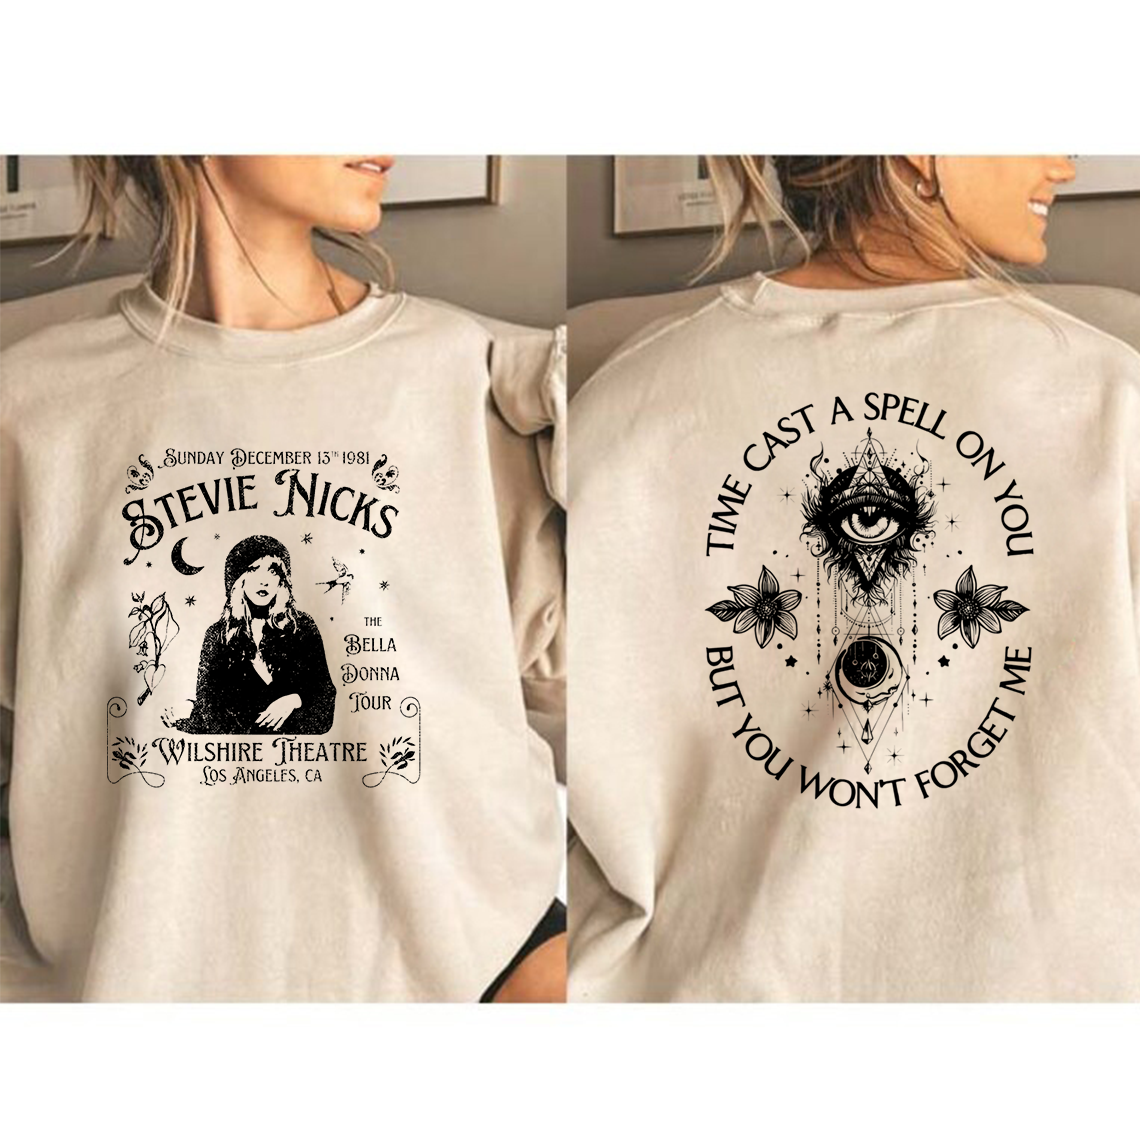 Sunday December 13th 1981
Stevie Nicks
The
Bella
Donna
Tour
Wilshire Theatre
Los Angeles, CA
TIME CAST A SPELL ON YOU
BUT YOU WON'T FORGET ME